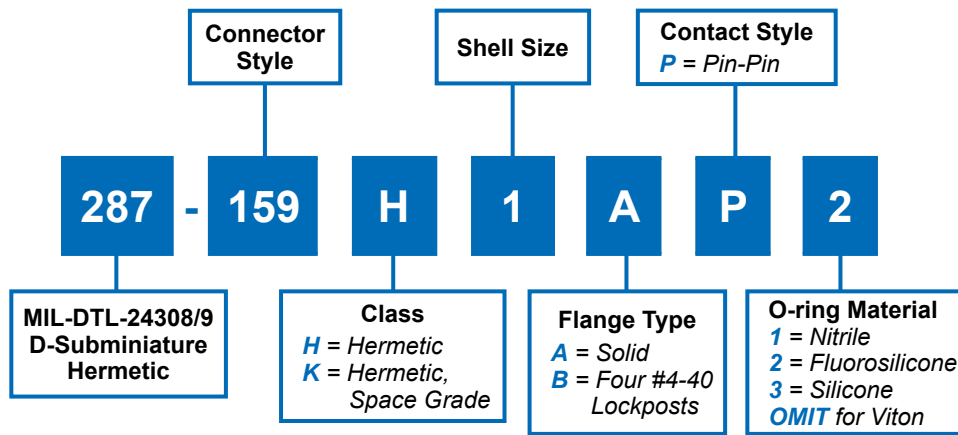 Connector
Style
Shell Size
Contact Style
P = Pin-Pin
287 - 159 H 1 A P 2
MIL-DTL-24308/9
D-Subminiature
Hermetic
Class
H = Hermetic
K = Hermetic,
Space Grade
Flange Type
A = Solid
B = Four #4-40
Lockposts
O-ring Material
1 = Nitrile
2 = Fluorosilicone
3 = Silicone
OMIT for Viton